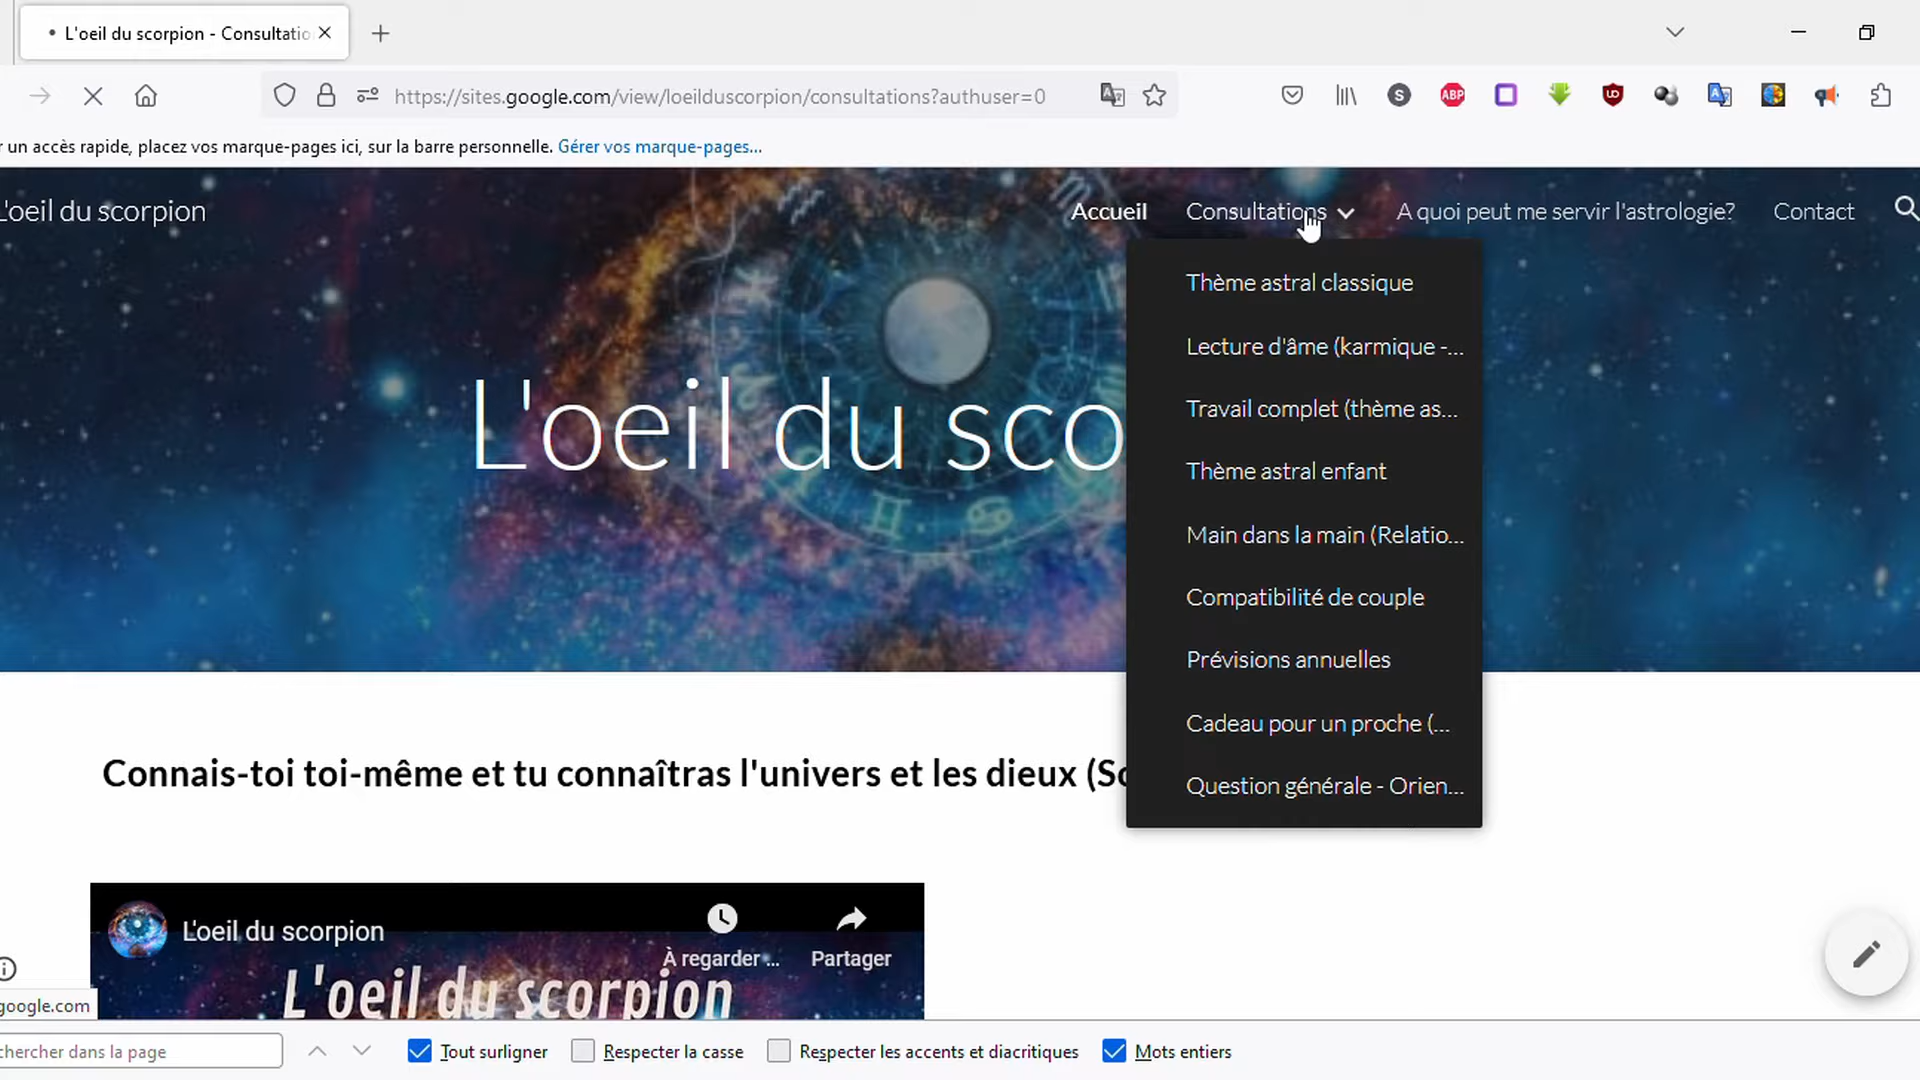 L'oeil du scorpion - Consultatio
https://sites.google.com/view/loeilduscorpion/consultations?authuser=0
S
ABP
un accès rapide, placez vos marque-pages ici, sur la barre personnelle. Gérer vos marque-pages...
L'oeil du scorpion
Accueil
Consultations
A quoi peut me servir l'astrologie?
Contact
Thème astral classique
Lecture d'âme (karmique -...
Travail complet (thème as...
Thème astral enfant
Main dans la main (Relatio...
Compatibilité de couple
Prévisions annuelles
Cadeau pour un proche (...
Question générale - Orien...
L'oeil du sco
Connais-toi toi-même et tu connaîtras l'univers et les dieux (So
L'oeil du scorpion
À regarder ...
Partager
L'oeil du scorpion
google.com
chercher dans la page
Tout surligner
Respecter la casse
Respecter les accents et diacritiques
Mots entiers